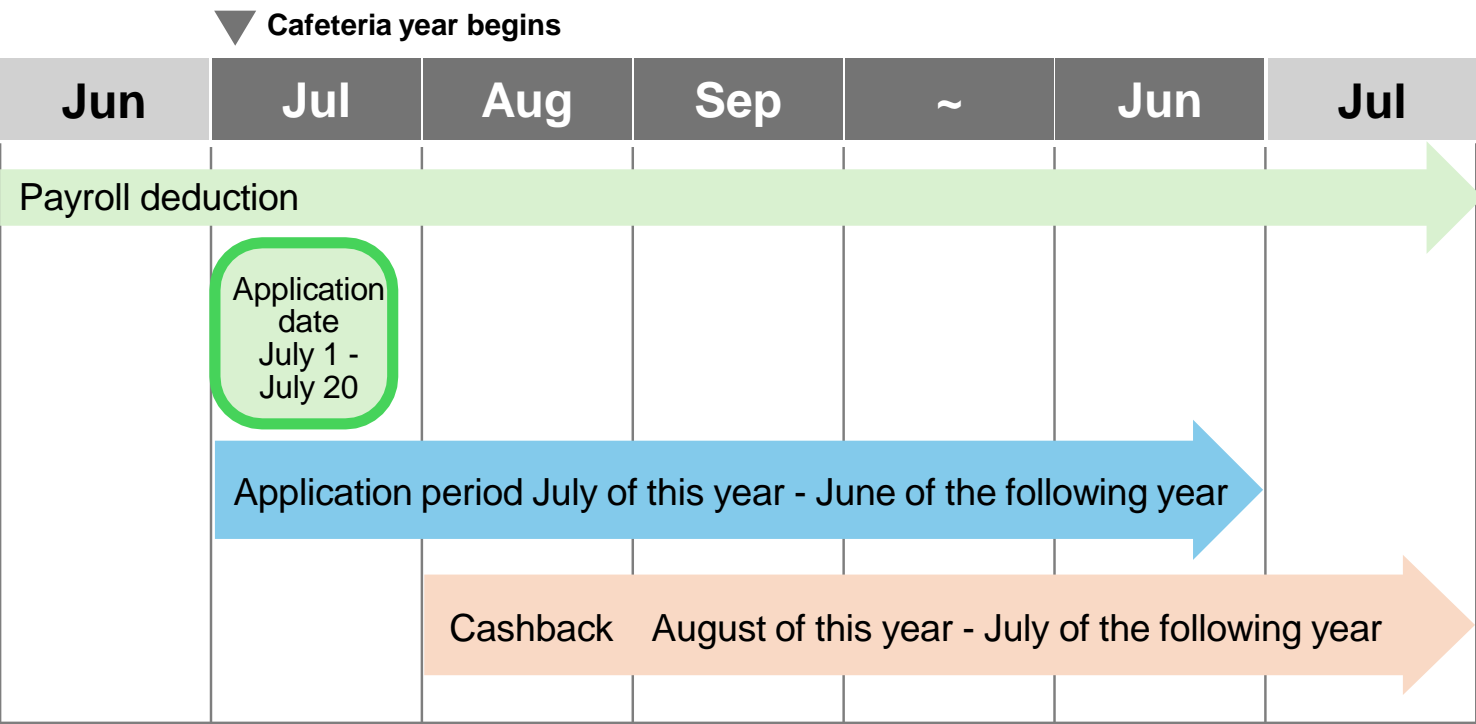 Cafeteria year begins
Jun Jul Aug Sep ~ Jun Jul
Payroll deduction
Application
date
July 1 -
July 20
Application period July of this year - June of the following year
Cashback August of this year - July of the following year